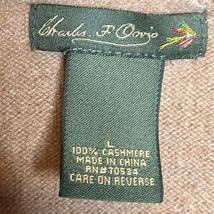 Charles F. Orvis
L
100% CASHMERE
MADE IN CHINA
RN#70534
CARE ON REVERSE